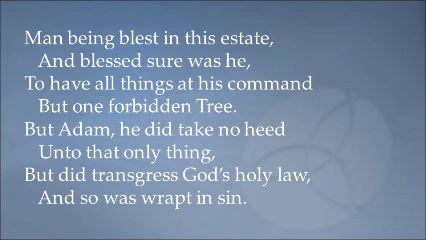 Man being blest in this estate,
And blessed sure was he,
To have all things at his command
But one forbidden Tree.
But Adam, he did take no heed
Unto that only thing,
But did transgress God's holy law,
And so was wrapt in sin.